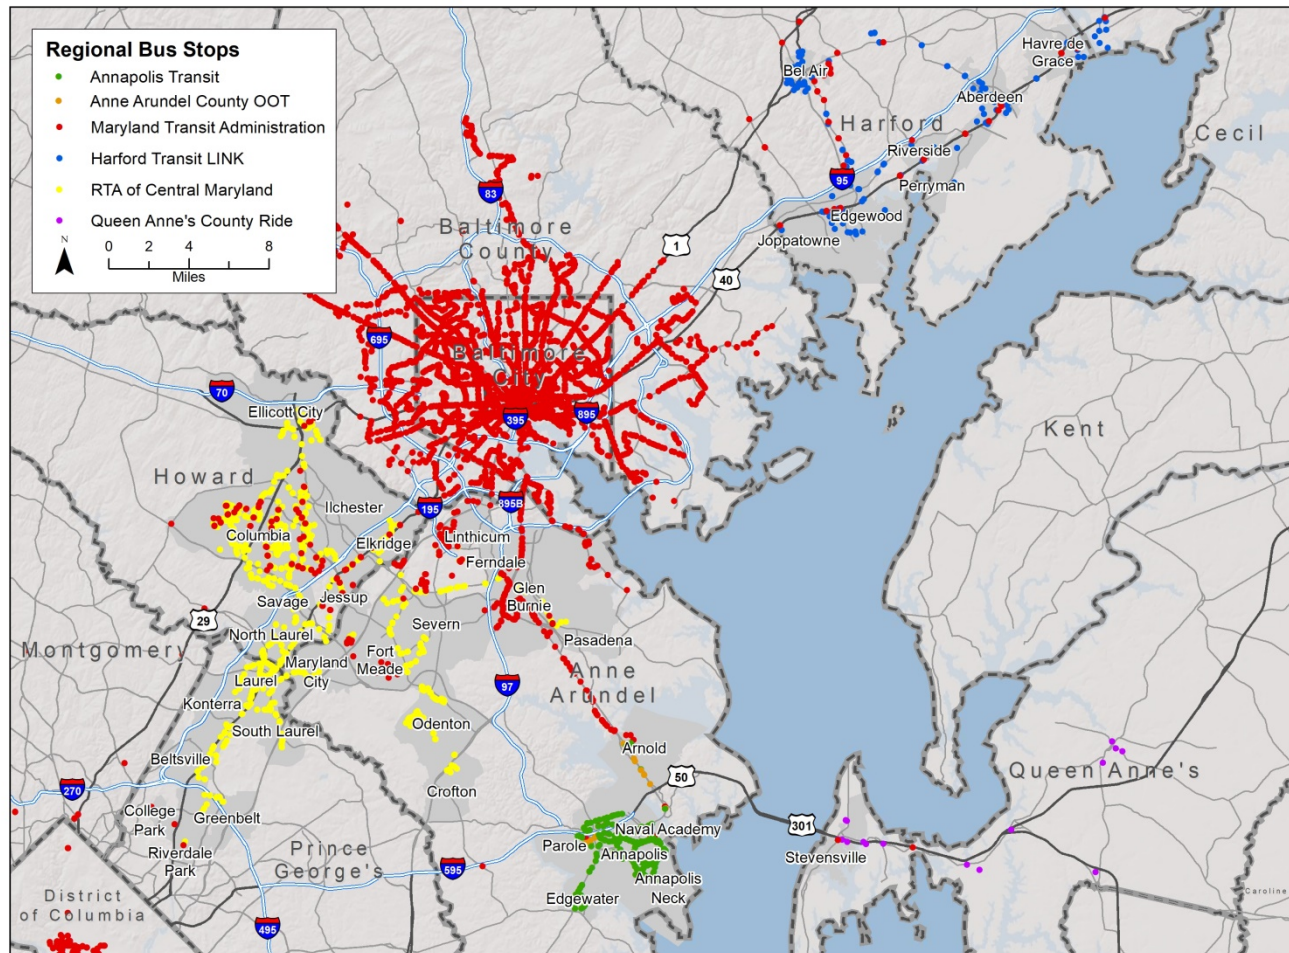 Regional Bus Stops
Annapolis Transit
Anne Arundel County OOT
Maryland Transit Administration
Harford Transit LINK
RTA of Central Maryland
Queen Anne's County Ride
N
0 2 4 8
Miles
Havre de
Grace
Bel Air
Aberdeen
Harford
Cecil
Riverside
95
Perryman
83
Edgewood
Baltimore
County
Joppatowne
1
40
695
Baltimore
City
70
Ellicott City
395
895
Kent
Howard
Ilchester
195
895B
Columbia
Elkridge
Linthicum
Ferndale
Glen
Burnie
Savage
Jessup
29
North Laurel
Severn
Pasadena
Montgomery
Maryland
City
Fort
Meade
Anne
Arundel
Laurel
97
Konterra
South Laurel
Odenton
Arnold
Beltsville
50
Queen Anne's
270
Crofton
College
Park
Greenbelt
Naval Academy
301
Parole
Annapolis
Stevensville
Riverdale
Park
Prince
George's
595
Annapolis
Neck
District
of Columbia
Edgewater
Caroline
495